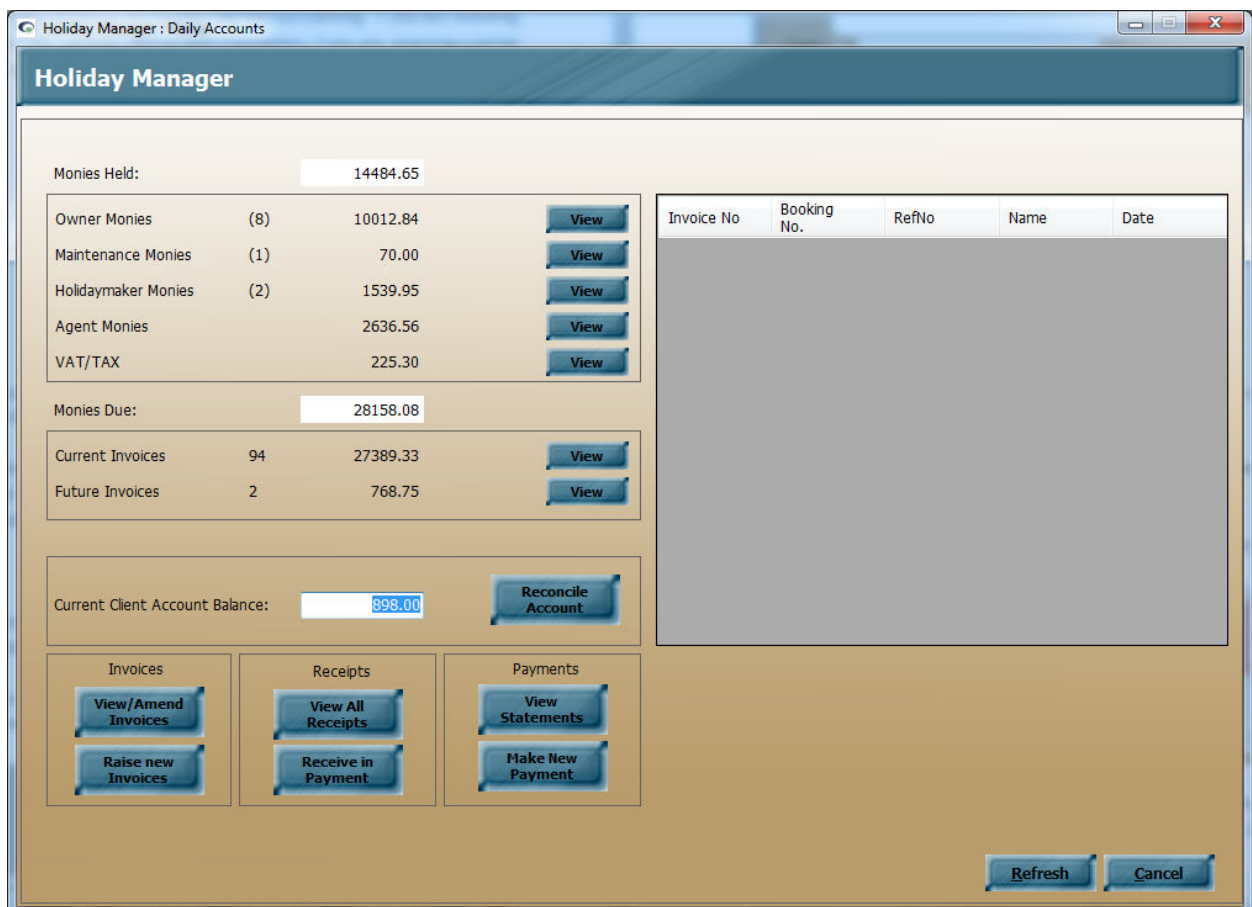 Holiday Manager : Daily Accounts
Holiday Manager
Monies Held: 14484.65
Owner Monies (8) 10012.84 View
Maintenance Monies (1) 70.00 View
Holidaymaker Monies (2) 1539.95 View
Agent Monies 2636.56 View
VAT/TAX 225.30 View
Monies Due: 28158.08
Current Invoices 94 27389.33 View
Future Invoices 2 768.75 View
Current Client Account Balance: 898.00
Reconcile
Account
Invoices
View/Amend
Invoices
Raise new
Invoices
Receipts
View All
Receipts
Receive in
Payment
Payments
View
Statements
Make New
Payment
Invoice No Booking No. RefNo Name Date
Refresh Cancel